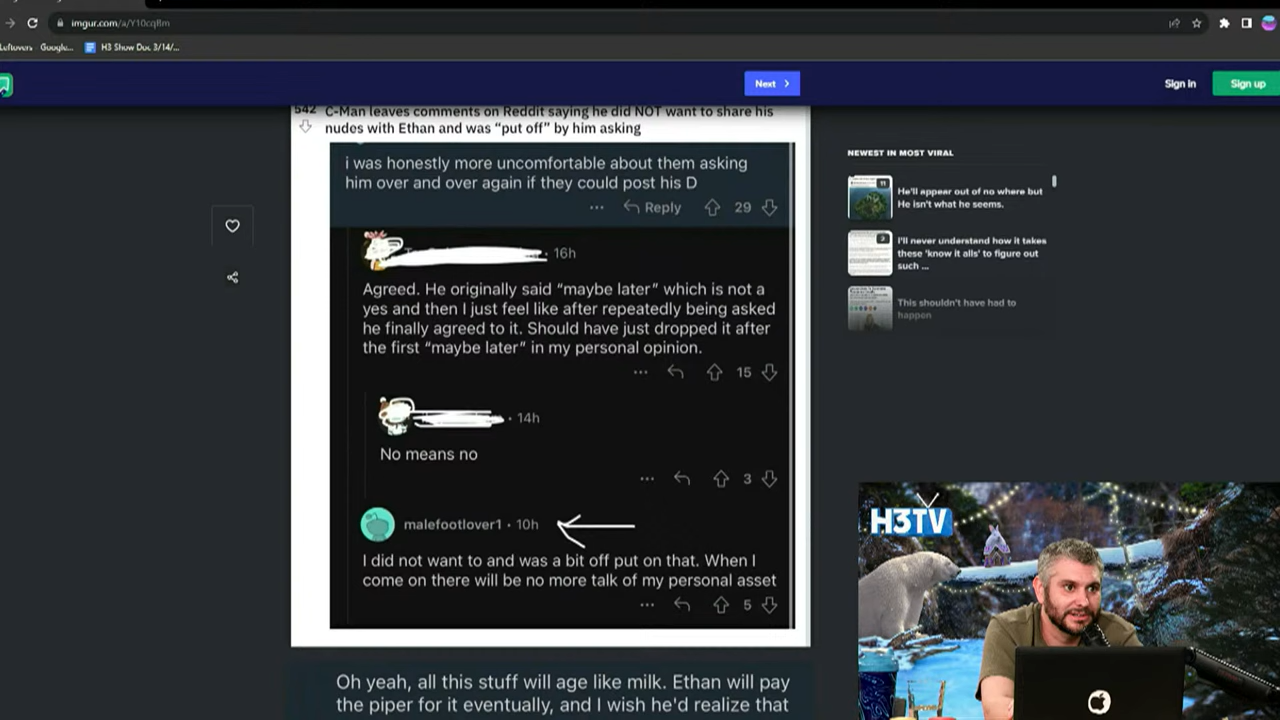 imgur.com/a/Y10cqllm
Leftovers - Google...
H3 Show Doc 3/14/...
Next
Sign in
Sign up
542
C-Man leaves comments on Reddit saying he did NOT want to share his
nudes with Ethan and was “put off” by him asking
i was honestly more uncomfortable about them asking
him over and over again if they could post his D
... Reply 29
· 16h
Agreed. He originally said “maybe later” which is not a
yes and then I just feel like after repeatedly being asked
he finally agreed to it. Should have just dropped it after
the first “maybe later” in my personal opinion.
... 15
· 14h
No means no
... 3
malefootlover1 · 10h
I did not want to and was a bit off put on that. When I
come on there will be no more talk of my personal asset
... 5
Oh yeah, all this stuff will age like milk. Ethan will pay
the piper for it eventually, and I wish he'd realize that
NEWEST IN MOST VIRAL
11
He'll appear out of no where but
He isn't what he seems.
I'll never understand how it takes
these 'know it alls' to figure out
such ...
This shouldn't have had to
happen
H3TV